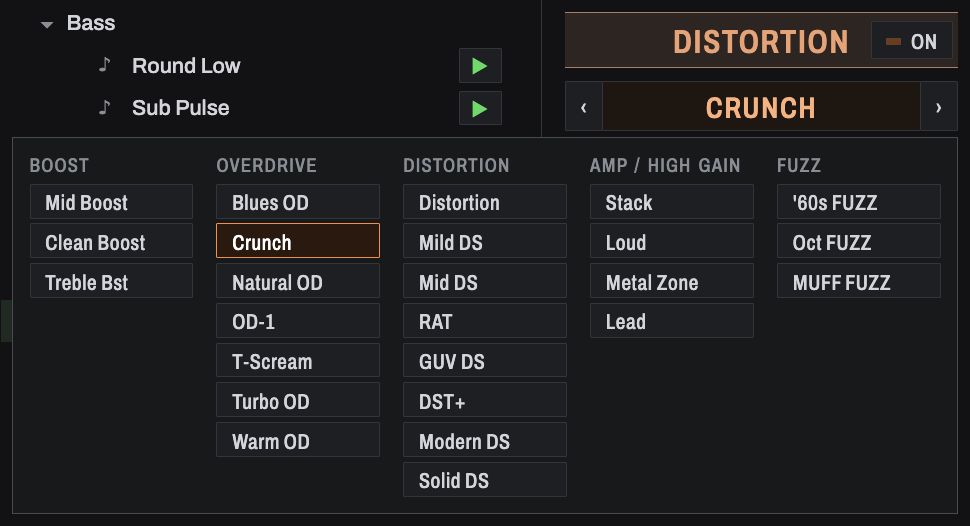 Bass
Round Low
Sub Pulse
DISTORTION
ON
CRUNCH
BOOST
Mid Boost
Clean Boost
Treble Bst
OVERDRIVE
Blues OD
Crunch
Natural OD
OD-1
T-Scream
Turbo OD
Warm OD
DISTORTION
Distortion
Mild DS
Mid DS
RAT
GUV DS
DST+
Modern DS
Solid DS
AMP / HIGH GAIN
Stack
Loud
Metal Zone
Lead
FUZZ
'60s FUZZ
Oct FUZZ
MUFF FUZZ